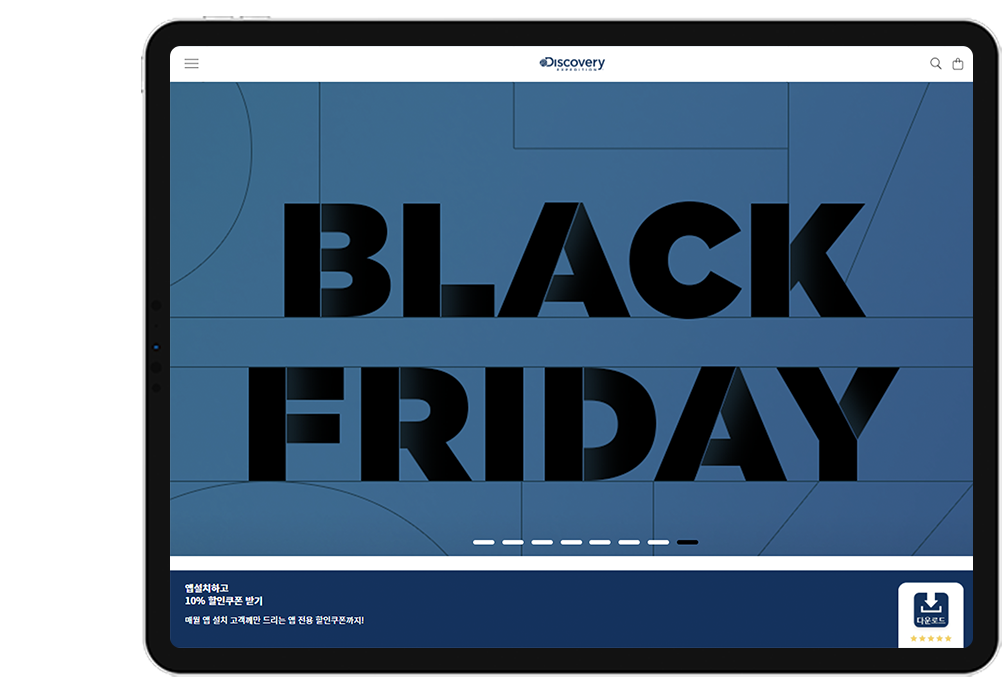 Discovery
EXPEDITION
BLACK
FRIDAY
앱설치하고
10% 할인쿠폰 받기
매월 앱 설치 고객께만 드리는 앱 전용 할인쿠폰까지!
다운로드